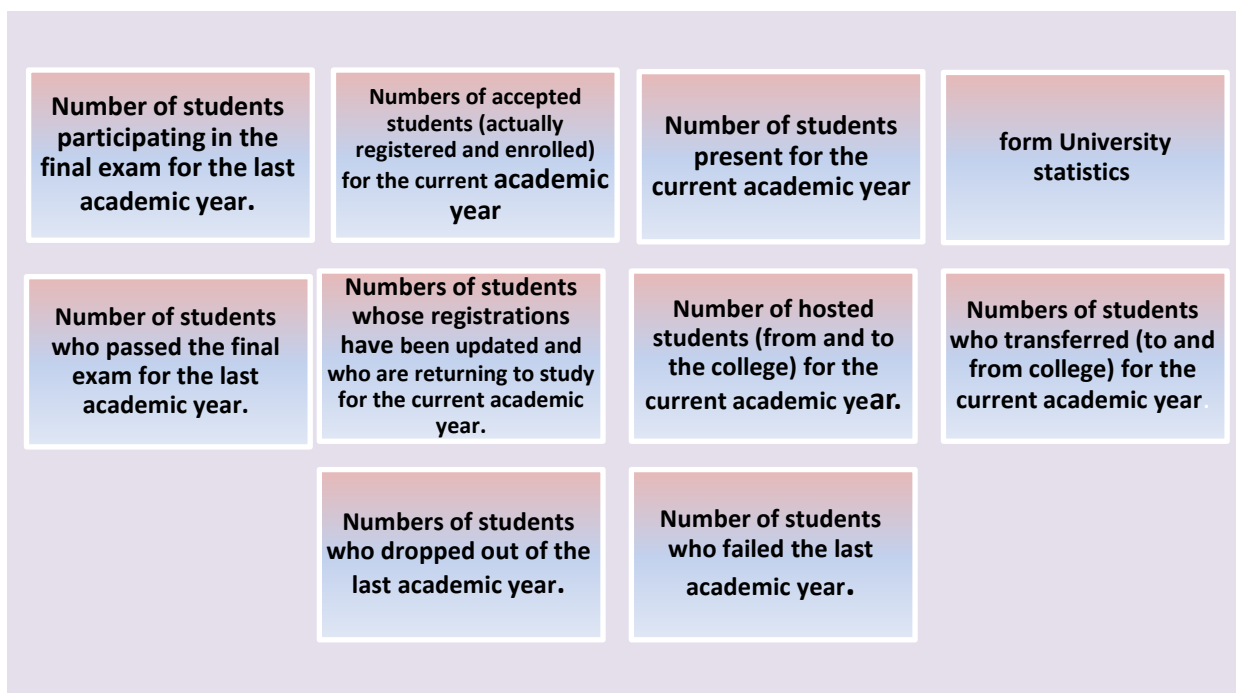 Number of students
participating in the
final exam for the last
academic year.
Numbers of accepted
students (actually
registered and enrolled)
for the current academic
year
Number of students
present for the
current academic year
form University
statistics
Number of students
who passed the final
exam for the last
academic year.
Numbers of students
whose registrations
have been updated and
who are returning to study
for the current academic
year.
Number of hosted
students (from and to
the college) for the
current academic year.
Numbers of students
who transferred (to and
from college) for the
current academic year.
Numbers of students
who dropped out of the
last academic year.
Number of students
who failed the last
academic year.